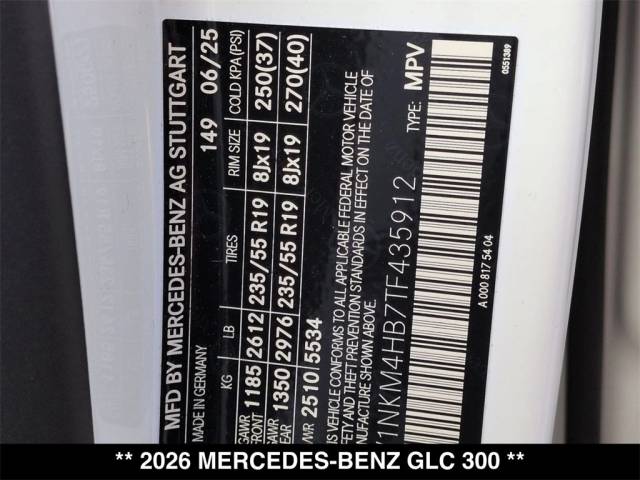 MFD BY MERCEDES-BENZ AG STUTTGART
MADE IN GERMANY 149 06/25
KG LB TIRES RIM SIZE COLD KPA (PSI)
GAWR FRONT 1185 2612 235/55 R19 8Jx19 250(37)
GAWR REAR 1350 2976 235/55 R19 8Jx19 270(40)
GVWR 2510 5534
THIS VEHICLE CONFORMS TO ALL APPLICABLE FEDERAL MOTOR VEHICLE
SAFETY AND THEFT PREVENTION STANDARDS IN EFFECT ON THE DATE OF
MANUFACTURE SHOWN ABOVE.
1NKM4HB7TF435912 TYPE: MPV
A 000 817 54 04
0551389
** 2026 MERCEDES-BENZ GLC 300 **